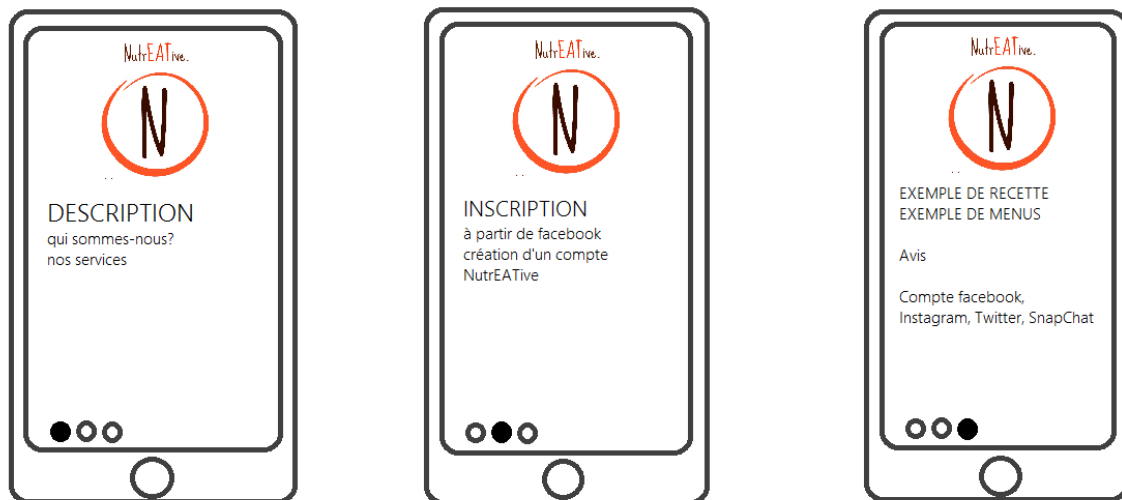 NutrEATive.
N
DESCRIPTION
qui sommes-nous?
nos services
NutrEATive.
N
INSCRIPTION
à partir de facebook
création d'un compte
NutrEATive
NutrEATive.
N
EXEMPLE DE RECETTE
EXEMPLE DE MENUS
Avis
Compte facebook,
Instagram, Twitter, SnapChat